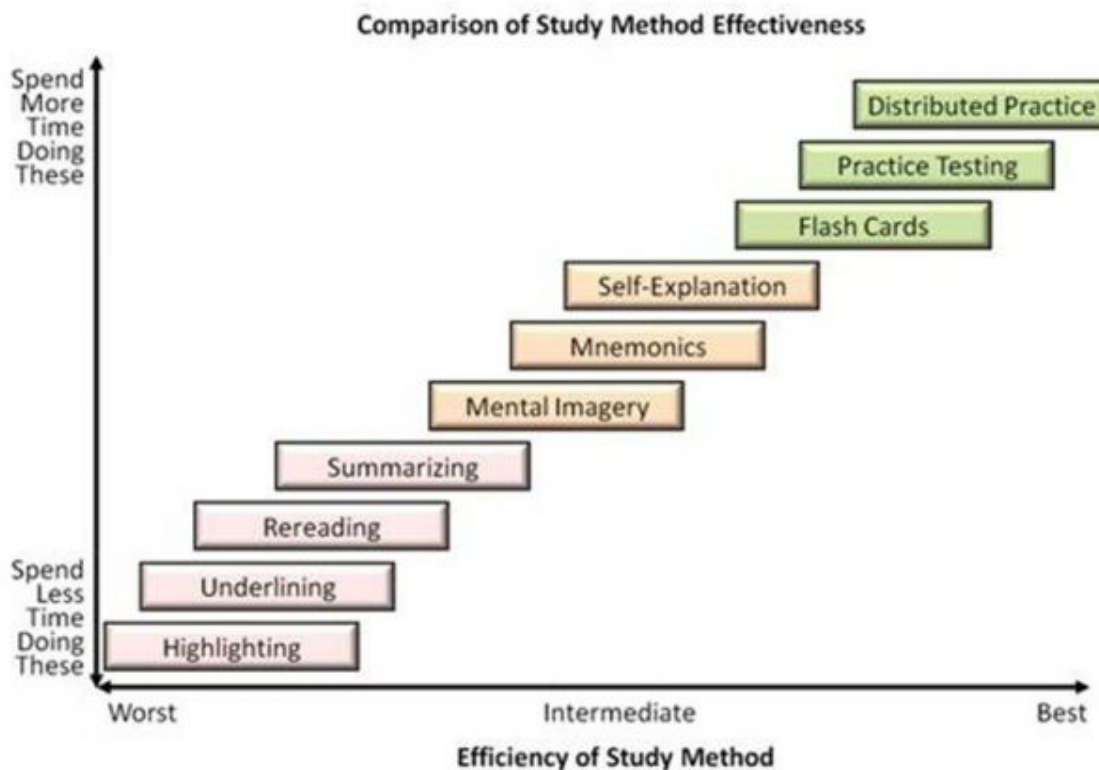 Comparison of Study Method Effectiveness
Spend
More
Time
Doing
These
Distributed Practice
Practice Testing
Flash Cards
Self-Explanation
Mnemonics
Mental Imagery
Summarizing
Rereading
Underlining
Highlighting
Spend
Less
Time
Doing
These
Worst
Intermediate
Best
Efficiency of Study Method